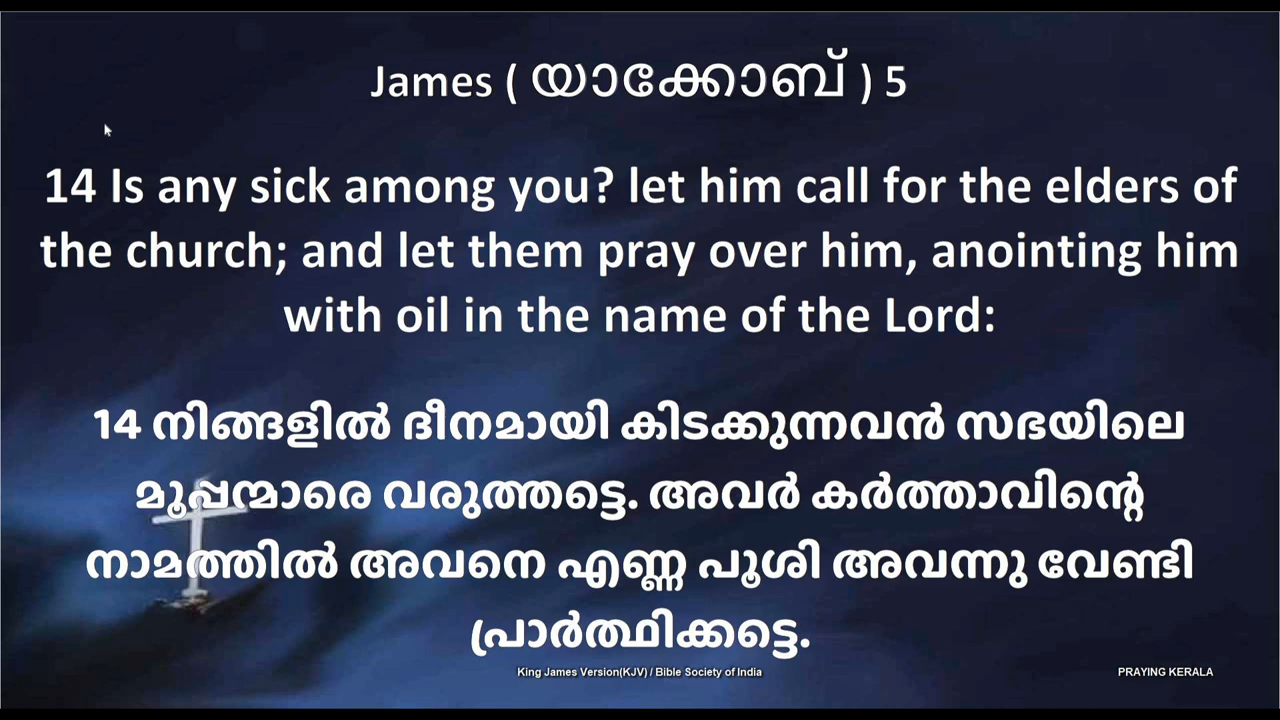 James ( യാക്കോബ് ) 5
14 Is any sick among you? let him call for the elders of
the church; and let them pray over him, anointing him
with oil in the name of the Lord:
14 നിങ്ങളിൽ ദീനമായി കിടക്കുന്നവൻ സഭയിലെ
മൂപ്പന്മാരെ വരുത്തട്ടെ. അവർ കർത്താവിന്റെ
നാമത്തിൽ അവനെ എണ്ണ പൂശി അവന്നു വേണ്ടി
പ്രാർത്ഥിക്കട്ടെ.
King James Version(KJV) / Bible Society of India
PRAYING KERALA